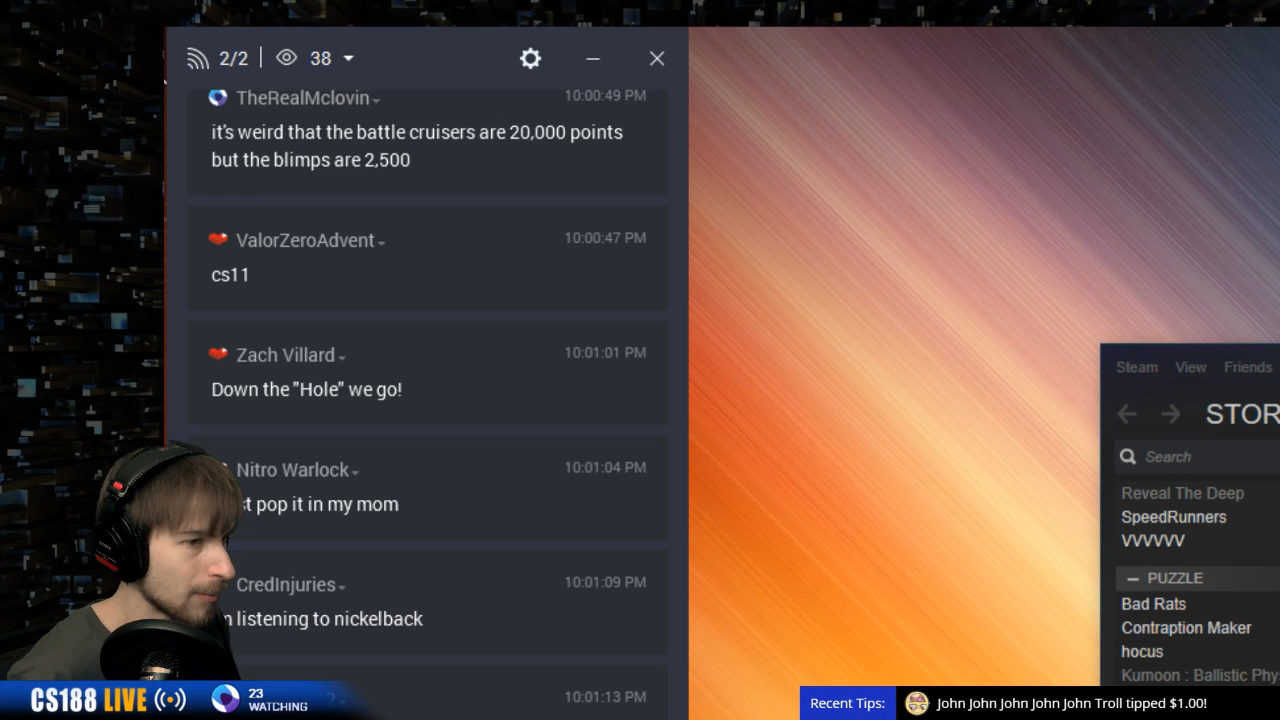 2/2 38
TheRealMclovin 10:00:49 PM
it's weird that the battle cruisers are 20,000 points
but the blimps are 2,500
ValorZeroAdvent 10:00:47 PM
cs11
Zach Villard 10:01:01 PM
Down the "Hole" we go!
Nitro Warlock 10:01:04 PM
pop it in my mom
CredInjuries 10:01:09 PM
listening to nickelback
10:01:13 PM
Steam View Friends
STOR
Search
Reveal The Deep
SpeedRunners
VVVVVV
PUZZLE
Bad Rats
Contraption Maker
hocus
Kumoon : Ballistic Phy
CS188 LIVE
23
WATCHING
Recent Tips: John John John John John Troll tipped $1.00!